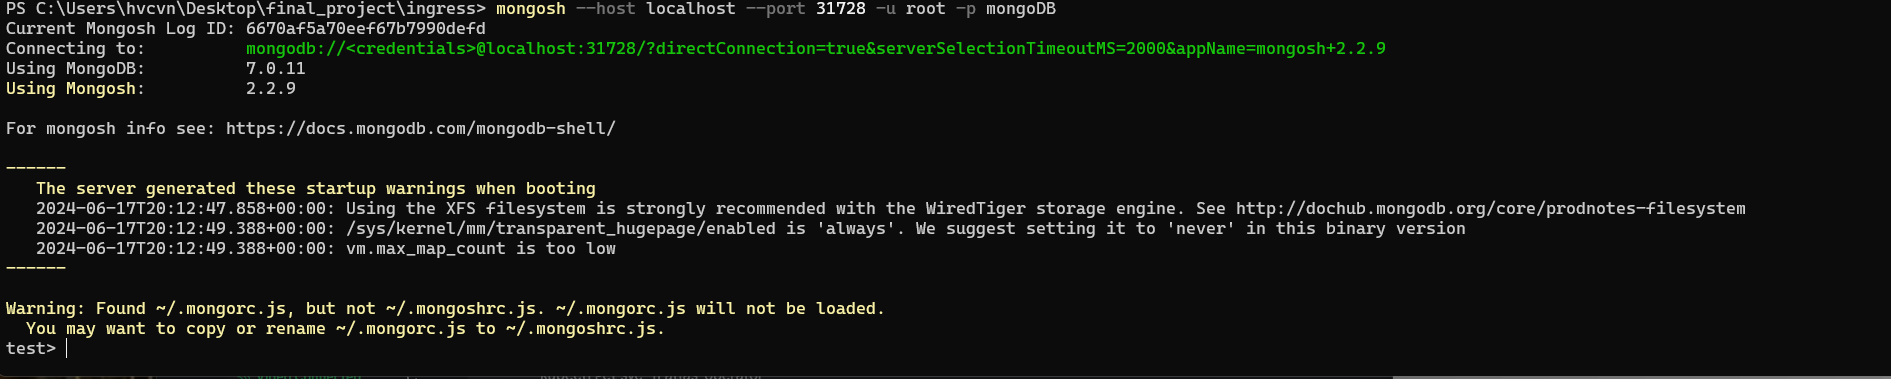 PS C:\Users\hvcvn\Desktop\final_project\ingress> mongosh --host localhost --port 31728 -u root -p mongoDB
Current Mongosh Log ID: 6670af5a70eef67b7990defd
Connecting to:          mongodb://<credentials>@localhost:31728/?directConnection=true&serverSelectionTimeoutMS=2000&appName=mongosh+2.2.9
Using MongoDB:          7.0.11
Using Mongosh:          2.2.9
For mongosh info see: https://docs.mongodb.com/mongodb-shell/
------
   The server generated these startup warnings when booting
   2024-06-17T20:12:47.858+00:00: Using the XFS filesystem is strongly recommended with the WiredTiger storage engine. See http://dochub.mongodb.org/core/prodnotes-filesystem
   2024-06-17T20:12:49.388+00:00: /sys/kernel/mm/transparent_hugepage/enabled is 'always'. We suggest setting it to 'never' in this binary version
   2024-06-17T20:12:49.388+00:00: vm.max_map_count is too low
------
Warning: Found ~/.mongorc.js, but not ~/.mongoshrc.js. ~/.mongorc.js will not be loaded.
  You may want to copy or rename ~/.mongorc.js to ~/.mongoshrc.js.
test>